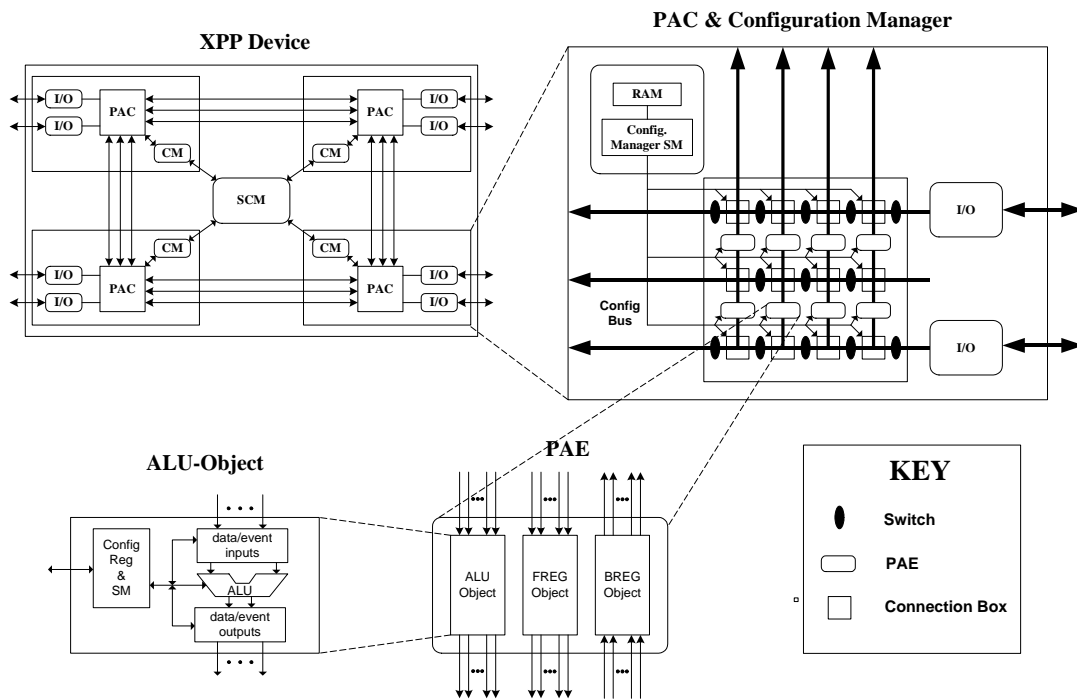 PAC & Configuration Manager
XPP Device
I/O
PAC
PAC
I/O
I/O
I/O
CM
CM
SCM
CM
CM
I/O
PAC
PAC
I/O
I/O
I/O
RAM
Config.
Manager SM
I/O
Config
Bus
I/O
ALU-Object
• • •
Config
Reg
&
SM
data/event
inputs
ALU
data/event
outputs
• • •
PAE
•••
•••
•••
ALU
Object
FREG
Object
BREG
Object
•••
•••
•••
KEY
Switch
PAE
Connection Box